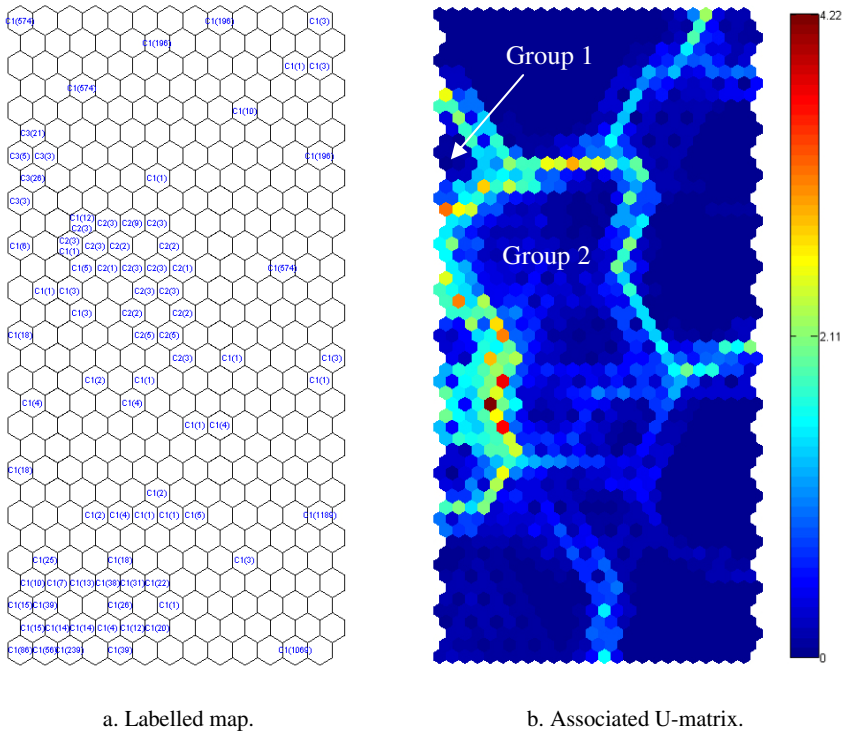 C1(574) C1(196) C1(3)
C1(196)
C1(1) C1(3)
C1(574)
C1(10)
C3(21)
C3(5) C3(3) C1(196)
C3(26) C1(1)
C3(3)
C1(12) C2(3) C2(9) C2(3)
C2(3)
C1(6) C2(3) C2(3) C2(2) C2(2)
C1(1)
C1(5) C2(1) C2(3) C2(3) C2(1) C1(574)
C1(1) C1(3) C2(3) C2(3)
C1(3) C2(2) C2(2)
C1(18) C2(5) C2(5)
C2(3) C1(1) C1(3)
C1(2) C1(1) C1(1)
C1(4) C1(4)
C1(1) C1(4)
C1(18)
C1(2)
C1(2) C1(4) C1(1) C1(1) C1(5) C1(1189)
C1(25) C1(18) C1(3)
C1(10) C1(7) C1(13) C1(38) C1(31) C1(22)
C1(15) C1(39) C1(26) C1(1)
C1(15) C1(14) C1(14) C1(4) C1(12) C1(20)
C1(86) C1(56) C1(239) C1(39) C1(1069)
a. Labelled map.
Group 1
Group 2
4.22
2.11
0
b. Associated U-matrix.